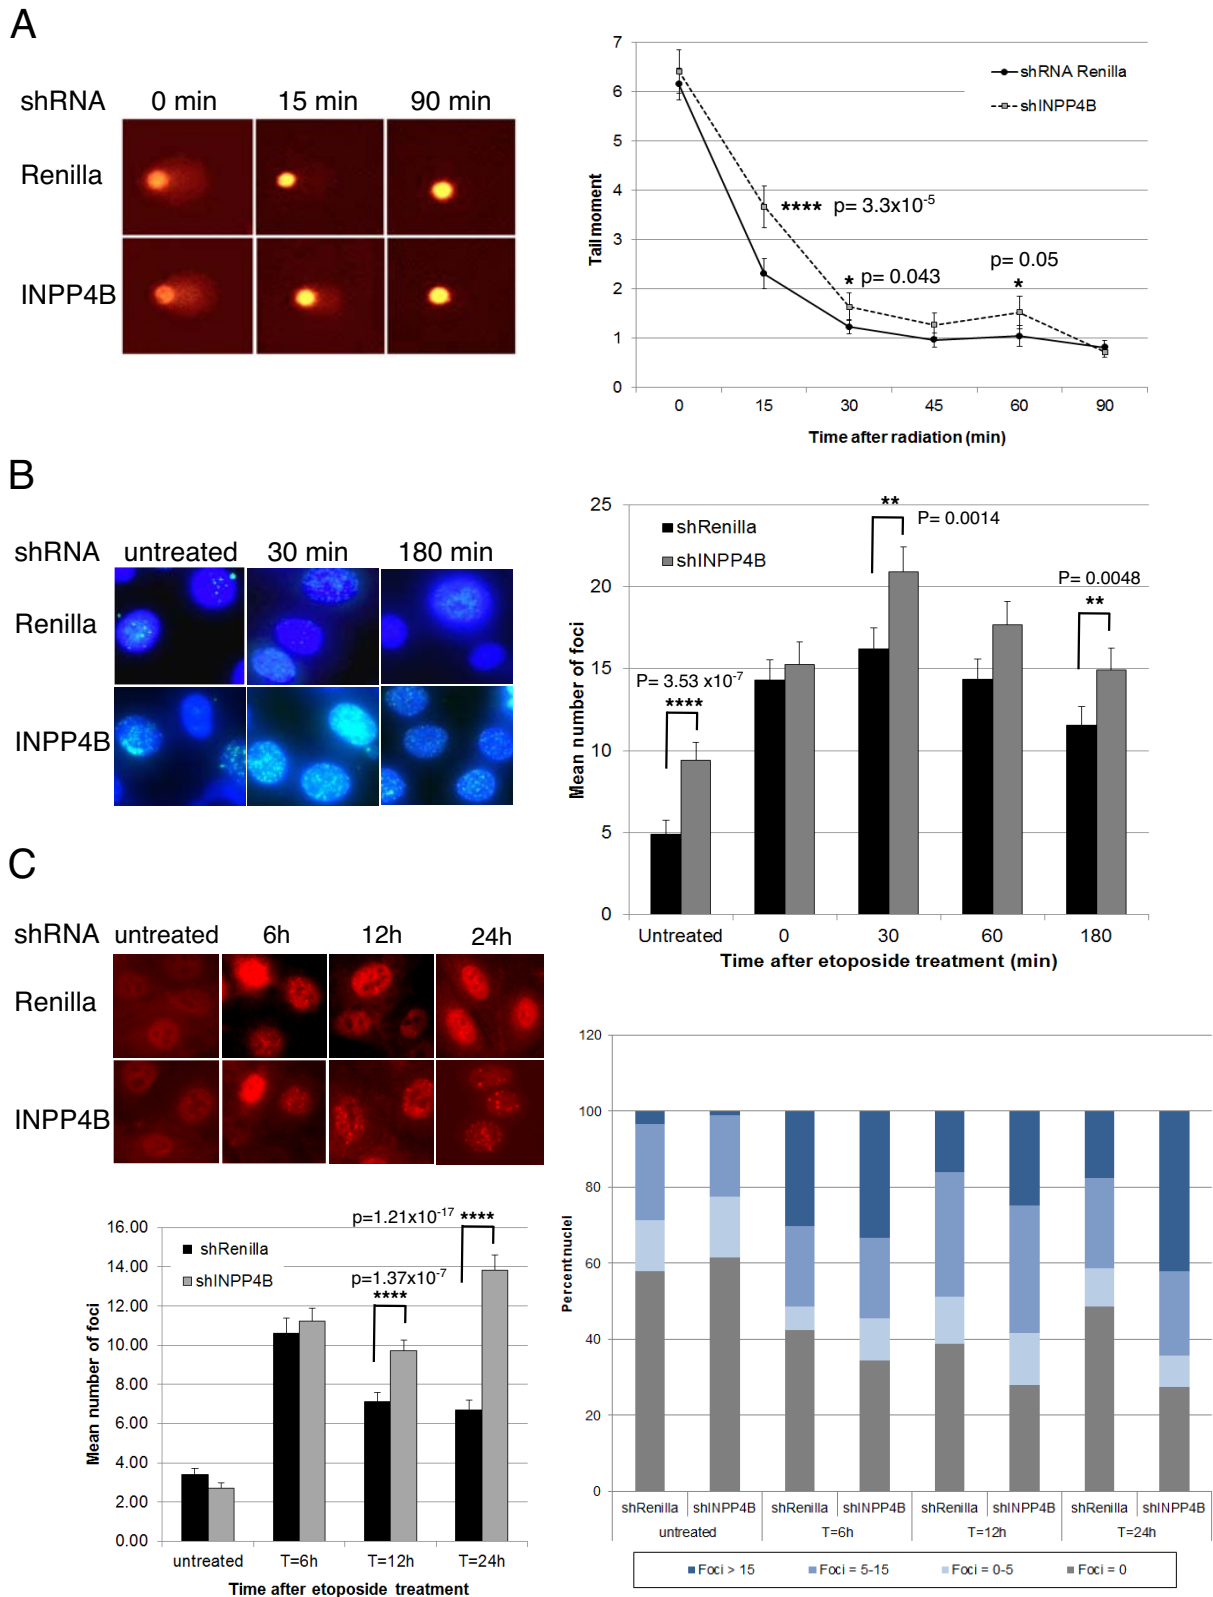 A
shRNA 0 min 15 min 90 min
Renilla
INPP4B
7
6
5
4
3
2
1
0
Tail moment
shRNA Renilla
shINPP4B
**** p= 3.3x10-5
* p= 0.043
p= 0.05
*
0 15 30 45 60 90
Time after radiation (min)
B
shRNA untreated 30 min 180 min
Renilla
INPP4B
25
20
15
10
5
0
Mean number of foci
shRenilla
shINPP4B
P= 3.53 x10-7
****
**
P= 0.0014
P= 0.0048
**
Untreated 0 30 60 180
Time after etoposide treatment (min)
C
shRNA untreated 6h 12h 24h
Renilla
INPP4B
16.00
14.00
12.00
10.00
8.00
6.00
4.00
2.00
0.00
Mean number of foci
shRenilla
shINPP4B
p=1.21x10-17 ****
p=1.37x10-7
****
untreated T=6h T=12h T=24h
Time after etoposide treatment
120
100
80
60
40
20
0
Percent nuclei
shRenilla shINPP4B shRenilla shINPP4B shRenilla shINPP4B shRenilla shINPP4B
untreated T=6h T=12h T=24h
Foci > 15 Foci = 5-15 Foci = 0-5 Foci = 0